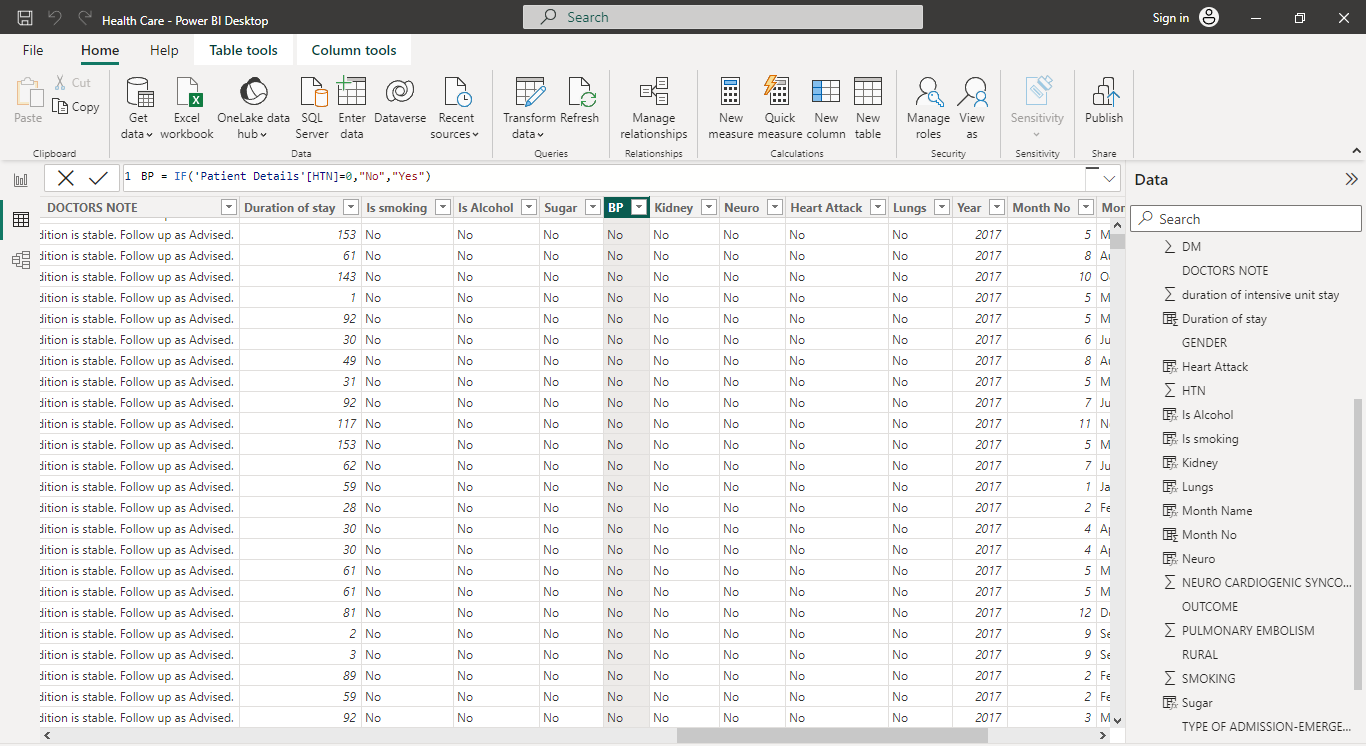 Health Care - Power BI Desktop
Search
Sign in
File Home Help Table tools Column tools
Paste
Cut
Copy
Clipboard
Get data
Excel workbook
OneLake data hub
SQL Server
Enter data
Dataverse
Recent sources
Data
Transform data
Refresh
Queries
Manage relationships
Relationships
New measure
Quick measure
New column
New table
Calculations
Manage roles
View as
Security
Sensitivity
Sensitivity
Publish
Share
1 BP = IF('Patient Details'[HTN]=0,"No","Yes")
DOCTORS NOTE Duration of stay Is smoking Is Alcohol Sugar BP Kidney Neuro Heart Attack Lungs Year Month No Mor
dition is stable. Follow up as Advised. 153 No No No No No No No No 2017 5 M
dition is stable. Follow up as Advised. 61 No No No No No No No No 2017 8 Au
dition is stable. Follow up as Advised. 143 No No No No No No No No 2017 10 O
dition is stable. Follow up as Advised. 1 No No No No No No No No 2017 5 M
dition is stable. Follow up as Advised. 92 No No No No No No No No 2017 5 M
dition is stable. Follow up as Advised. 30 No No No No No No No No 2017 6 Ju
dition is stable. Follow up as Advised. 49 No No No No No No No No 2017 8 Au
dition is stable. Follow up as Advised. 31 No No No No No No No No 2017 5 M
dition is stable. Follow up as Advised. 92 No No No No No No No No 2017 7 Ju
dition is stable. Follow up as Advised. 117 No No No No No No No No 2017 11 N
dition is stable. Follow up as Advised. 153 No No No No No No No No 2017 5 M
dition is stable. Follow up as Advised. 62 No No No No No No No No 2017 7 Ju
dition is stable. Follow up as Advised. 59 No No No No No No No No 2017 1 Ja
dition is stable. Follow up as Advised. 28 No No No No No No No No 2017 2 Fe
dition is stable. Follow up as Advised. 30 No No No No No No No No 2017 4 Ap
dition is stable. Follow up as Advised. 30 No No No No No No No No 2017 4 Ap
dition is stable. Follow up as Advised. 61 No No No No No No No No 2017 5 M
dition is stable. Follow up as Advised. 61 No No No No No No No No 2017 5 M
dition is stable. Follow up as Advised. 81 No No No No No No No No 2017 12 De
dition is stable. Follow up as Advised. 2 No No No No No No No No 2017 9 Se
dition is stable. Follow up as Advised. 3 No No No No No No No No 2017 9 Se
dition is stable. Follow up as Advised. 89 No No No No No No No No 2017 2 Fe
dition is stable. Follow up as Advised. 59 No No No No No No No No 2017 2 Fe
dition is stable. Follow up as Advised. 92 No No No No No No No No 2017 3 M
Data
Search
DM
DOCTORS NOTE
duration of intensive unit stay
Duration of stay
GENDER
Heart Attack
HTN
Is Alcohol
Is smoking
Kidney
Lungs
Month Name
Month No
Neuro
NEURO CARDIOGENIC SYNCO...
OUTCOME
PULMONARY EMBOLISM
RURAL
SMOKING
Sugar
TYPE OF ADMISSION-EMERGE...